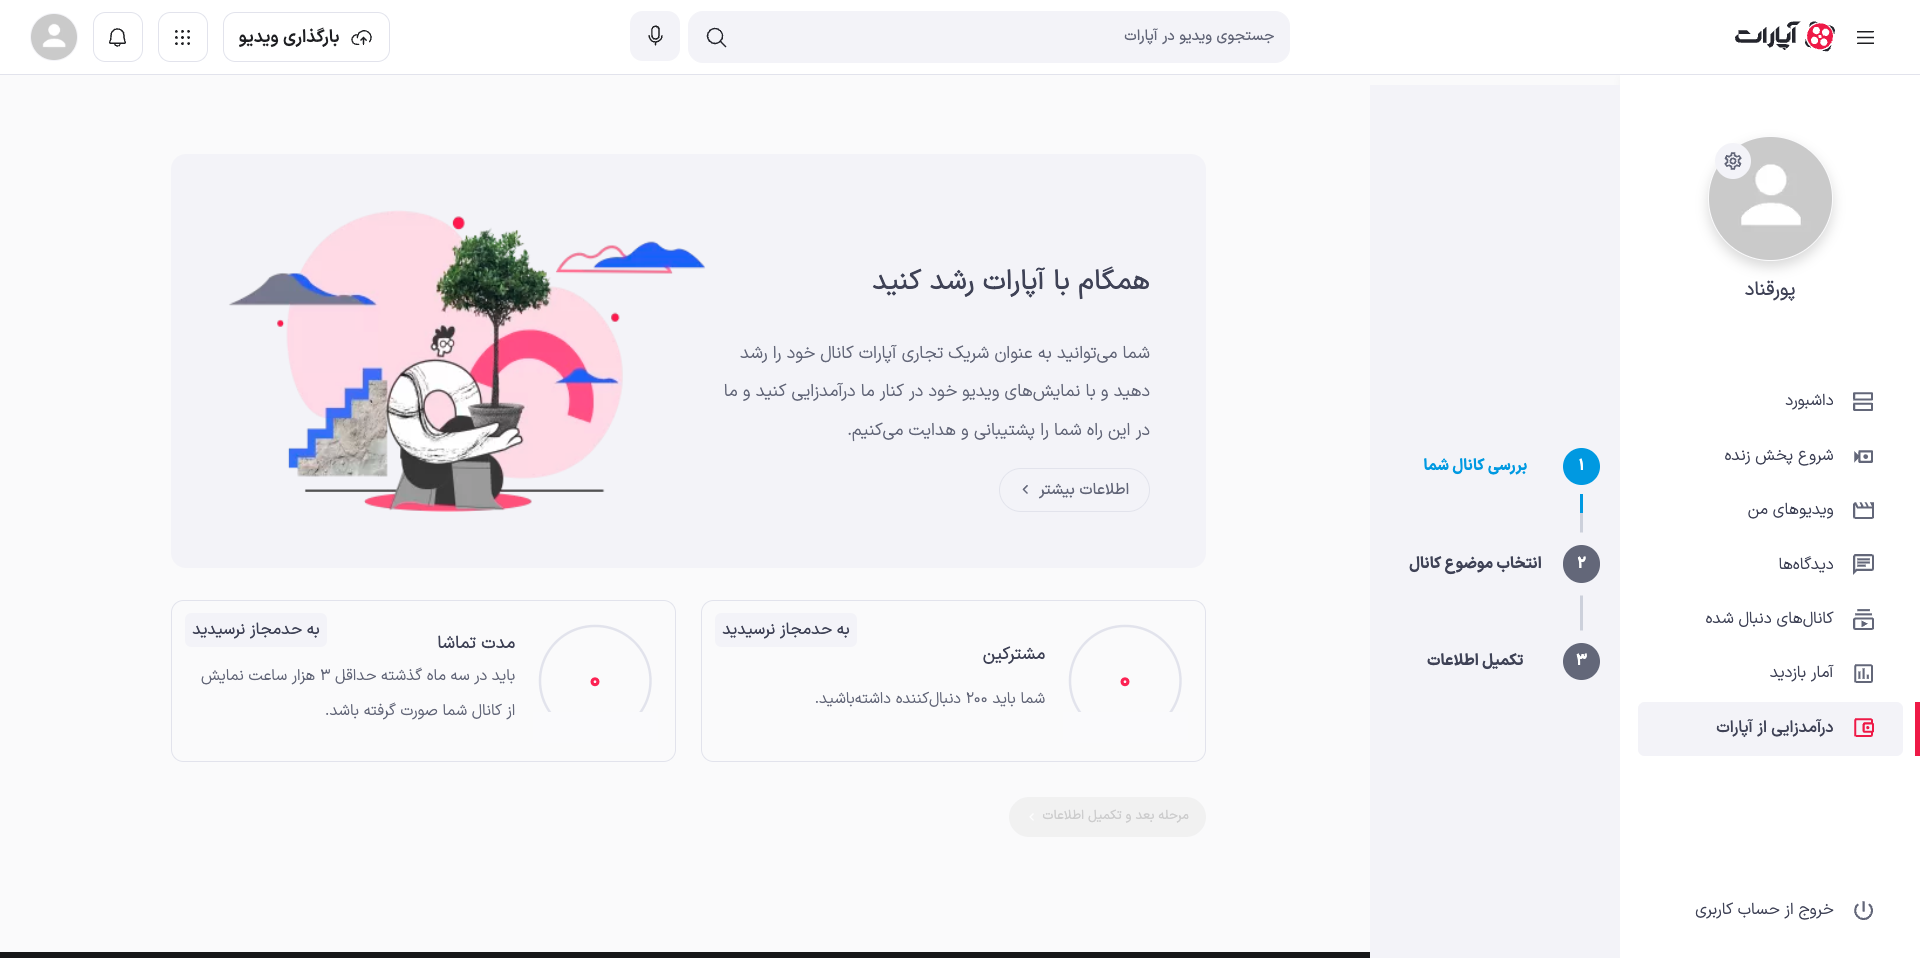 آپارات
جستجوی ویدیو در آپارات
بارگذاری ویدیو
پورقناد
داشبورد
شروع پخش زنده
ویدیوهای من
دیدگاه‌ها
کانال‌های دنبال شده
آمار بازدید
درآمدزایی از آپارات
خروج از حساب کاربری
۱ بررسی کانال شما
۲ انتخاب موضوع کانال
۳ تکمیل اطلاعات
همگام با آپارات رشد کنید
شما می‌توانید به عنوان شریک تجاری آپارات کانال خود را رشد
دهید و با نمایش‌های ویدیو خود در کنار ما درآمدزایی کنید و ما
در این راه شما را پشتیبانی و هدایت می‌کنیم.
اطلاعات بیشتر
به حدمجاز نرسیدید
مشترکین
۰
شما باید ۲۰۰ دنبال‌کننده داشته‌باشید.
به حدمجاز نرسیدید
مدت تماشا
۰
باید در سه ماه گذشته حداقل ۳ هزار ساعت نمایش
از کانال شما صورت گرفته باشد.
مرحله بعد و تکمیل اطلاعات